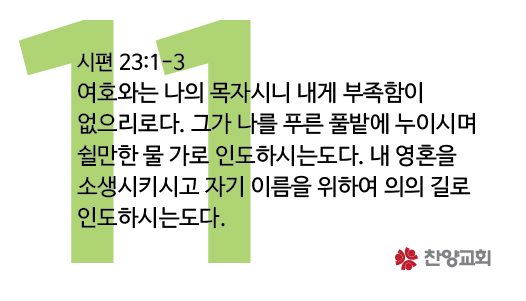 11
시편 23:1-3
여호와는 나의 목자시니 내게 부족함이
없으리로다. 그가 나를 푸른 풀밭에 누이시며
쉴만한 물 가로 인도하시는도다. 내 영혼을
소생시키시고 자기 이름을 위하여 의의 길로
인도하시는도다.
찬양교회